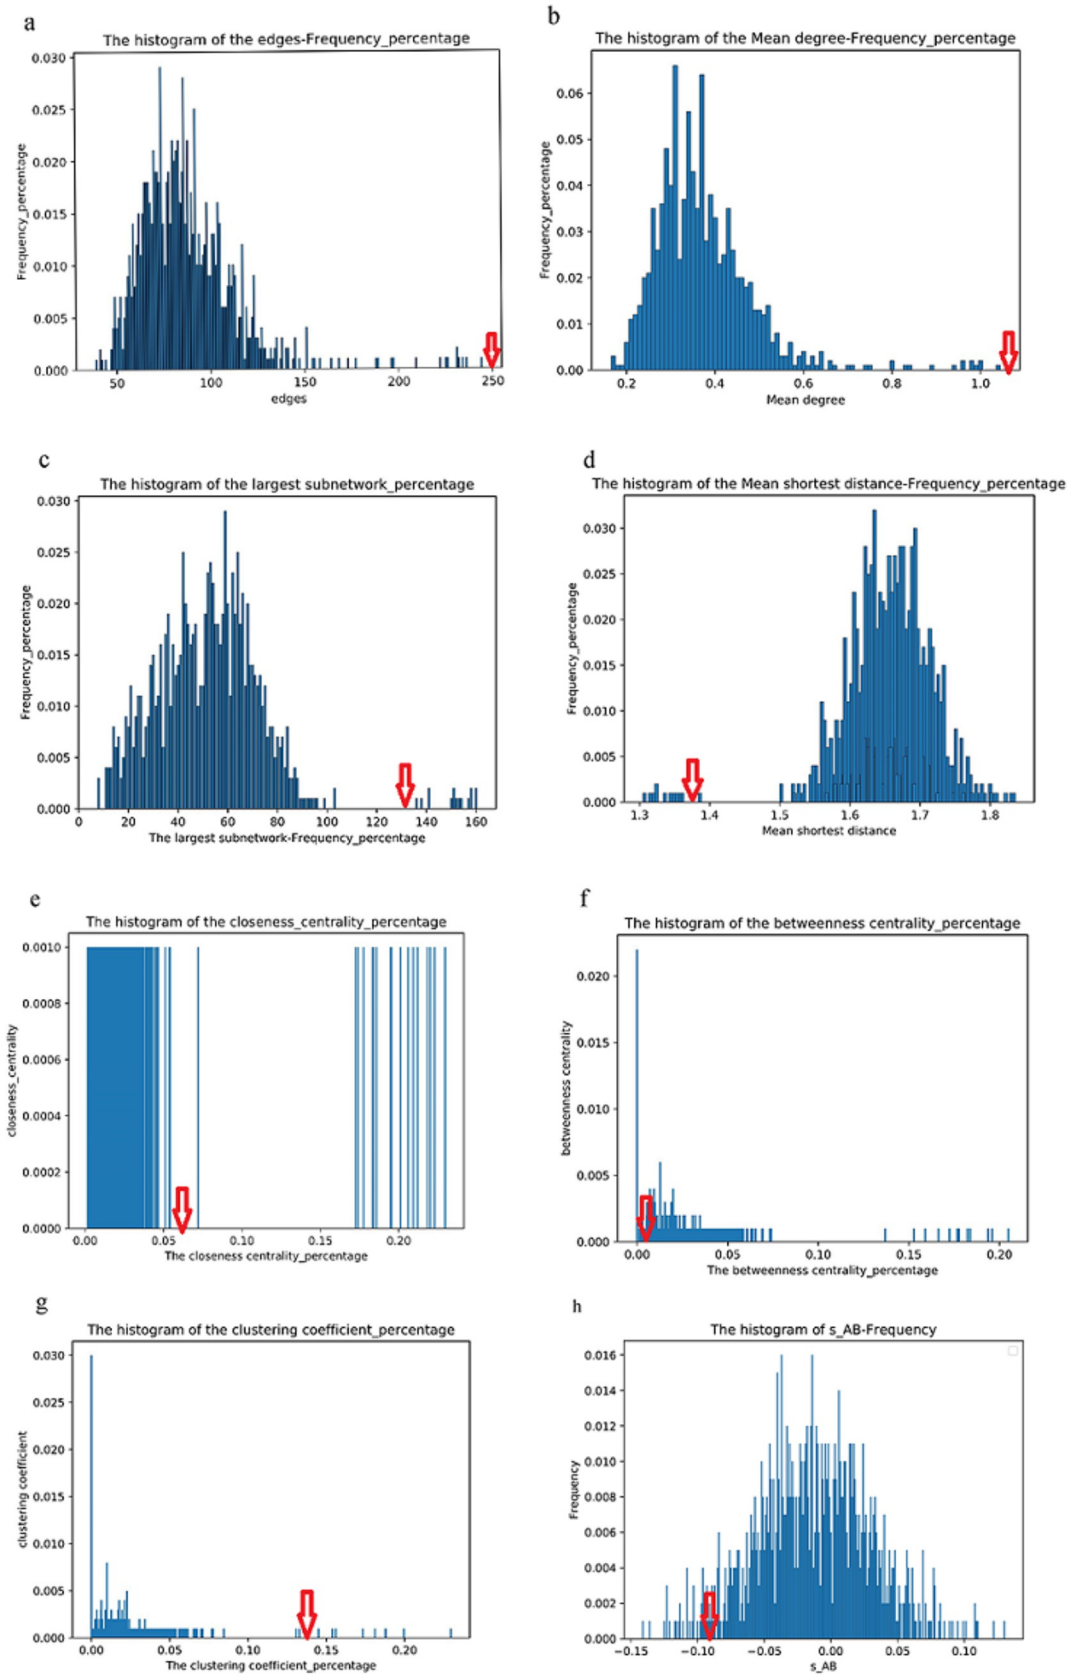 a
The histogram of the edges-Frequency_percentage
0.030
0.025
0.020
0.015
0.010
0.005
0.000
Frequency_percentage
50 100 150 200 250
edges
b
The histogram of the Mean degree-Frequency_percentage
0.06
0.05
0.04
0.03
0.02
0.01
0.00
Frequency_percentage
0.2 0.4 0.6 0.8 1.0
Mean degree
c
The histogram of the largest subnetwork_percentage
0.030
0.025
0.020
0.015
0.010
0.005
0.000
Frequency_percentage
0 20 40 60 80 100 120 140 160
The largest subnetwork-Frequency_percentage
d
The histogram of the Mean shortest distance-Frequency_percentage
0.030
0.025
0.020
0.015
0.010
0.005
0.000
Frequency_percentage
1.3 1.4 1.5 1.6 1.7 1.8
Mean shortest distance
e
The histogram of the closeness_centrality_percentage
0.0010
0.0008
0.0006
0.0004
0.0002
0.0000
closeness_centrality
0.00 0.05 0.10 0.15 0.20
The closeness centrality_percentage
f
The histogram of the betweenness centrality_percentage
0.020
0.015
0.010
0.005
0.000
betweenness centrality
0.00 0.05 0.10 0.15 0.20
The betweenness centrality_percentage
g
The histogram of the clustering coefficient_percentage
0.030
0.025
0.020
0.015
0.010
0.005
0.000
clustering coefficient
0.00 0.05 0.10 0.15 0.20
The clustering coefficient_percentage
h
The histogram of s_AB-Frequency
0.016
0.014
0.012
0.010
0.008
0.006
0.004
0.002
0.000
Frequency
−0.15 −0.10 −0.05 0.00 0.05 0.10
s_AB